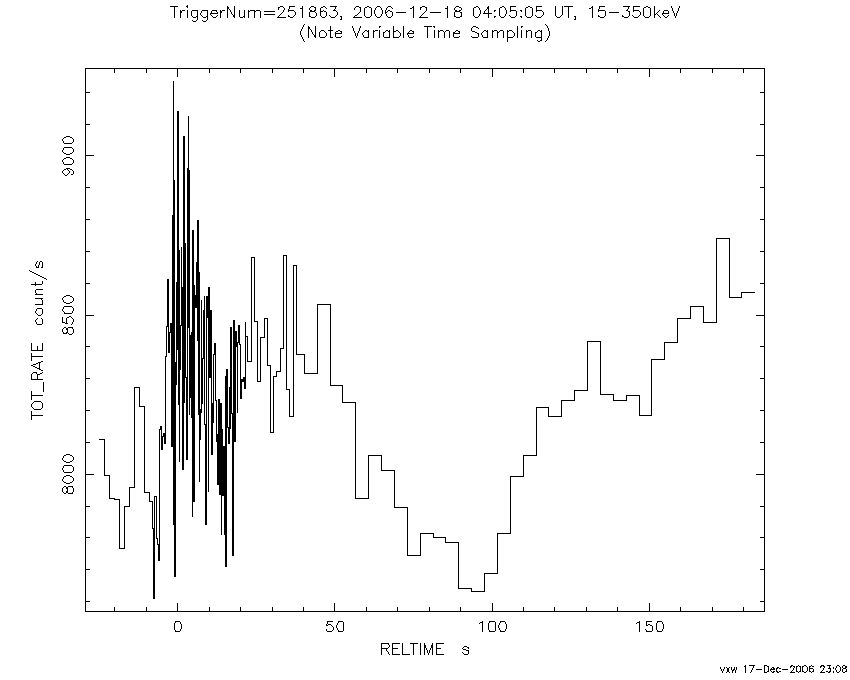 TriggerNum=251863, 2006-12-18 04:05:05 UT, 15-350keV
(Note Variable Time Sampling)
TOT_RATE count/s
9000
8500
8000
0 50 100 150
RELTIME s
vxw 17-Dec-2006 23:08